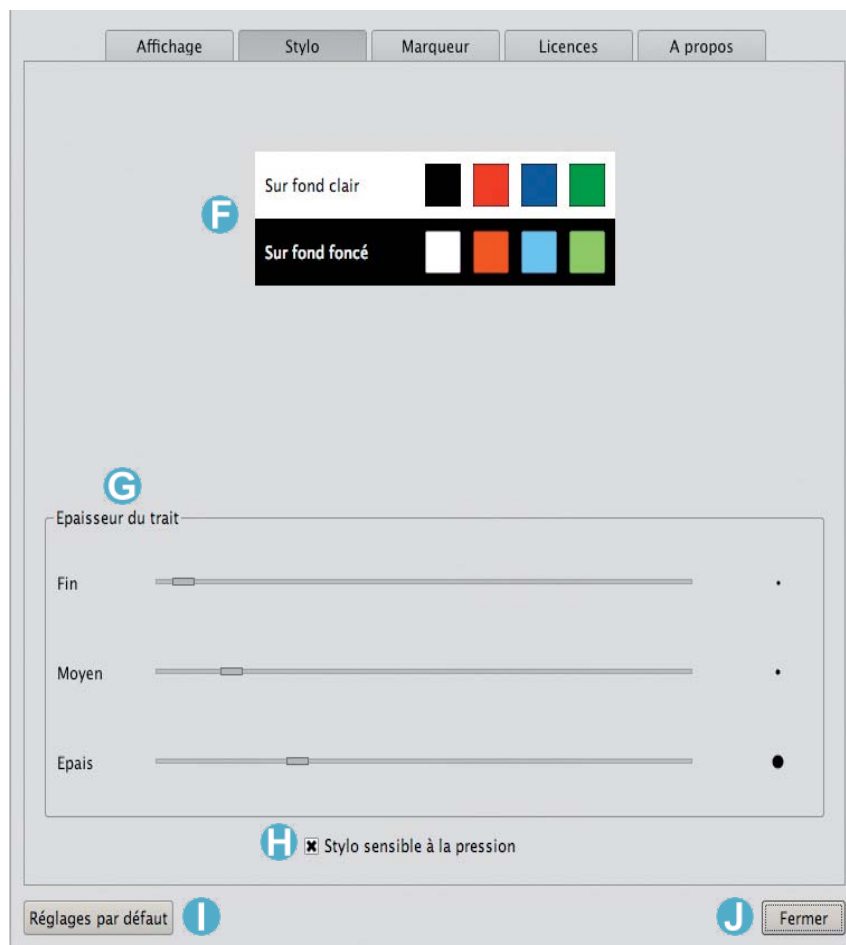 Affichage Stylo Marqueur Licences A propos
Sur fond clair
F
Sur fond foncé
G
Epaisseur du trait
Fin
Moyen
Epais
H Stylo sensible à la pression
Réglages par défaut I J Fermer